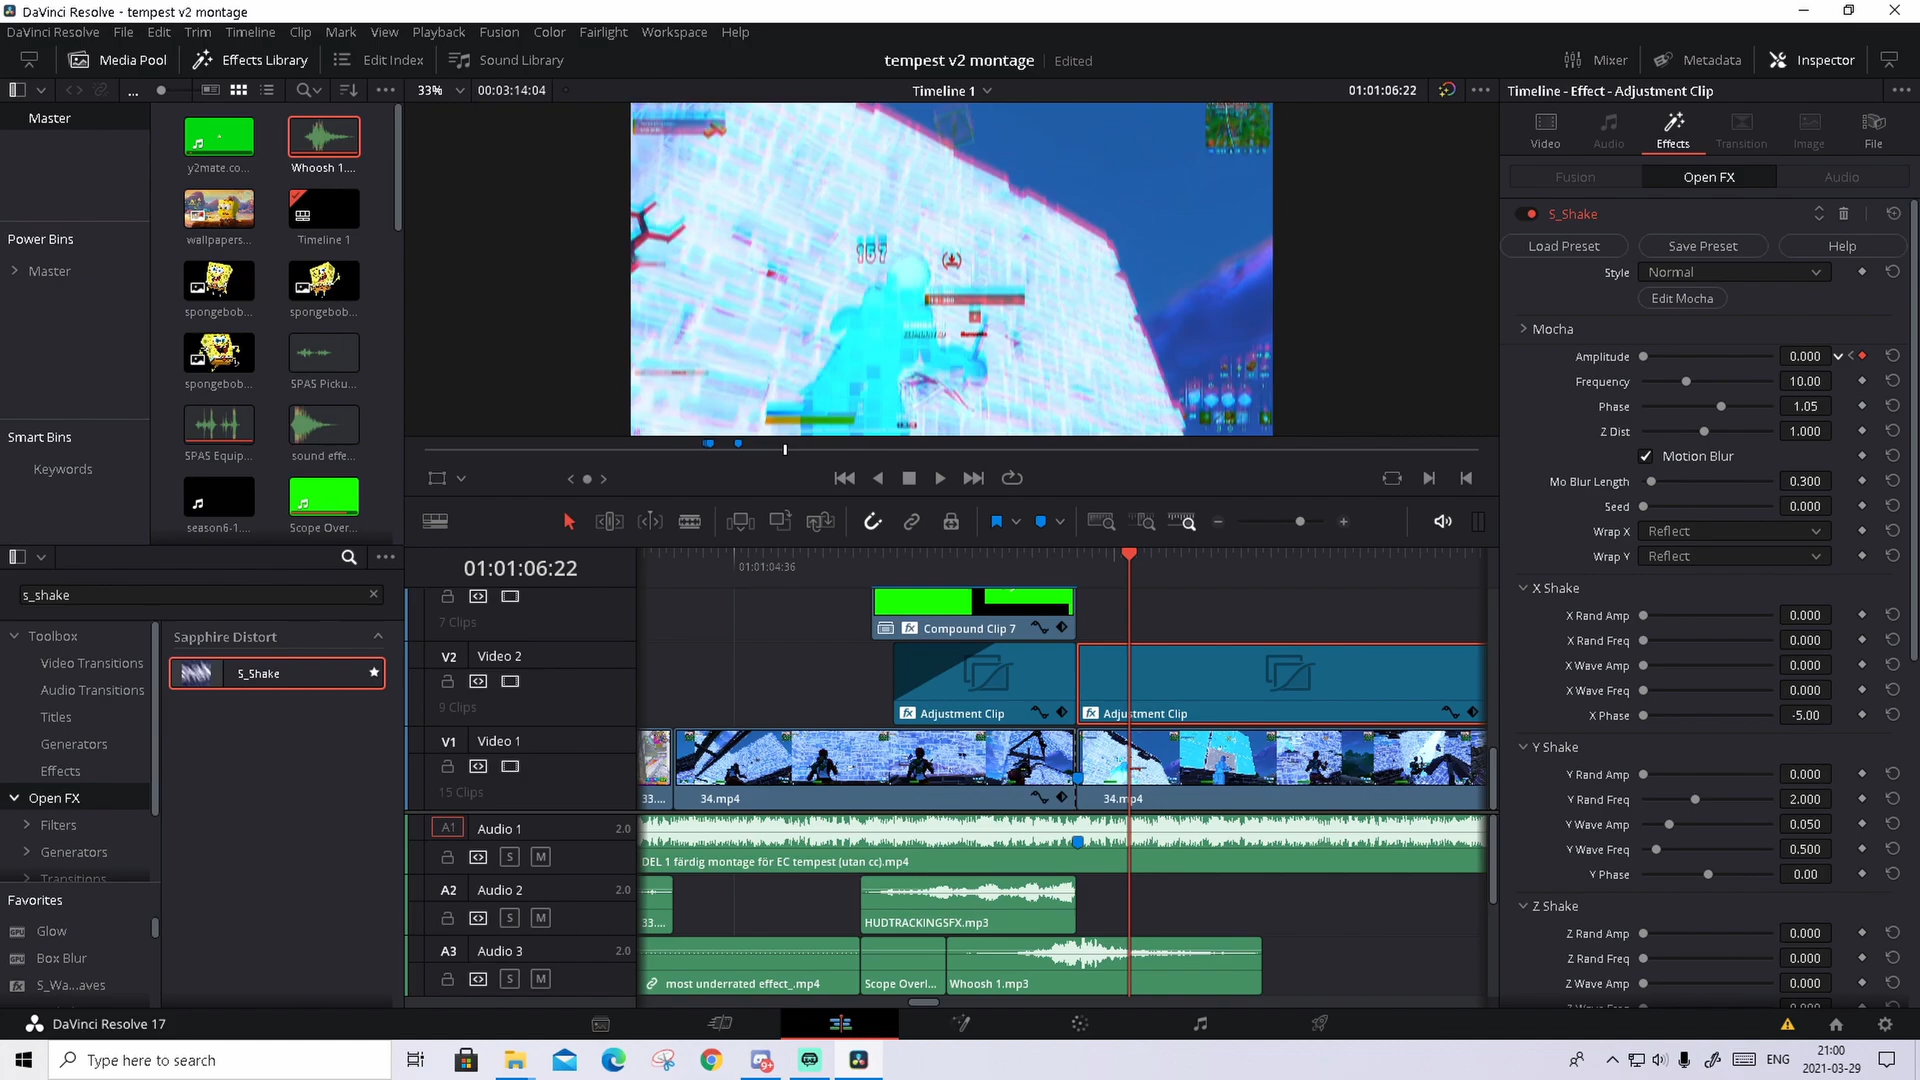 DaVinci Resolve - tempest v2 montage
DaVinci Resolve File Edit Trim Timeline Clip Mark View Playback Fusion Color Fairlight Workspace Help
Media Pool Effects Library Edit Index Sound Library
tempest v2 montage Edited
Mixer Metadata Inspector
33% 00:03:14:04 Timeline 1 01:01:06:22
Timeline - Effect - Adjustment Clip
Master
y2mate.co...
Whoosh 1....
wallpapers...
Timeline 1
Power Bins
Master
spongebob...
spongebob...
spongebob...
SPAS Picku...
Smart Bins
Keywords
SPAS Equip...
sound effe...
season6-1....
Scope Over...
157
Video Audio Effects Transition Image File
Fusion Open FX Audio
S_Shake
Load Preset Save Preset Help
Style Normal
Edit Mocha
Mocha
Amplitude 0.000
Frequency 10.00
Phase 1.05
Z Dist 1.000
Motion Blur
Mo Blur Length 0.300
Seed 0.000
Wrap X Reflect
Wrap Y Reflect
X Shake
X Rand Amp 0.000
X Rand Freq 0.000
X Wave Amp 0.000
X Wave Freq 0.000
X Phase -5.00
Y Shake
Y Rand Amp 0.000
Y Rand Freq 2.000
Y Wave Amp 0.050
Y Wave Freq 0.500
Y Phase 0.00
Z Shake
Z Rand Amp 0.000
Z Rand Freq 0.000
Z Wave Amp 0.000
s_shake
Toolbox
Video Transitions
Audio Transitions
Titles
Generators
Effects
Open FX
Filters
Generators
Transitions
Favorites
Glow
Box Blur
S_Wa...aves
Sapphire Distort
S_Shake
01:01:06:22
01:01:04:36
7 Clips
Compound Clip 7
V2 Video 2
9 Clips
Adjustment Clip
Adjustment Clip
V1 Video 1
15 Clips
33....
34.mp4
34.mp4
A1 Audio 1 2.0
S M
DEL 1 färdig montage för EC tempest (utan cc).mp4
A2 Audio 2 2.0
S M
33....
HUDTRACKINGSFX.mp3
A3 Audio 3 2.0
S M
most underrated effect_.mp4
Scope Overl...
Whoosh 1.mp3
DaVinci Resolve 17
Type here to search
9+
ENG
21:00
2021-03-29